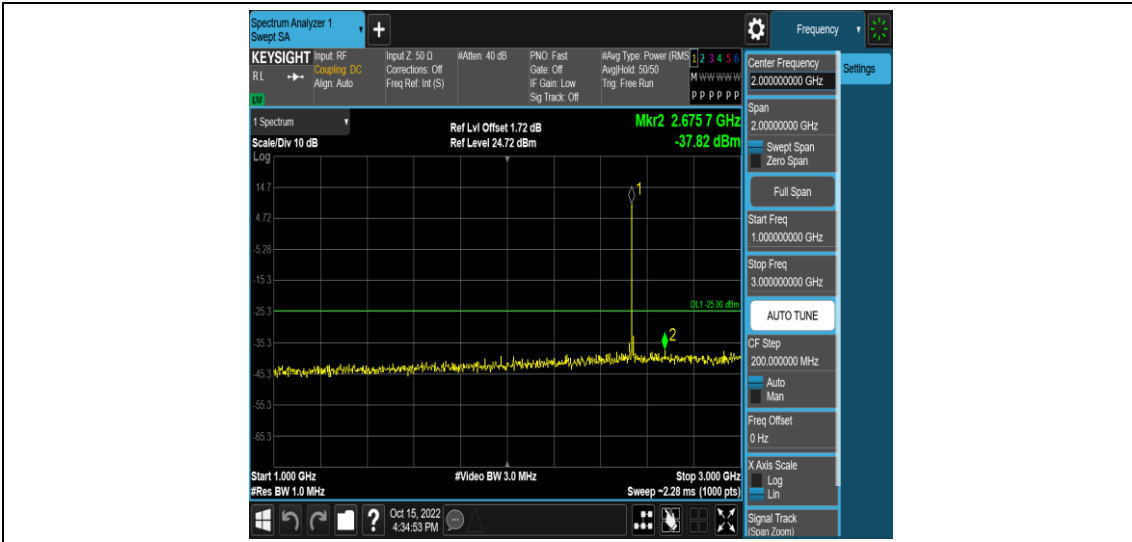 Spectrum Analyzer 1
Swept SA
Frequency
KEYSIGHT
RL
Input: RF
Coupling: DC
Align: Auto
Input Z: 50 Ω
Corrections: Off
Freq Ref: Int (S)
#Atten: 40 dB
PNO: Fast
Gate: Off
IF Gain: Low
Sig Track: Off
#Avg Type: Power (RMS
Avg|Hold: 50/50
Trig: Free Run
1 2 3 4 5 6
M W W W W W
P P P P P P
1 Spectrum
Scale/Div 10 dB
Log
Ref Lvl Offset 1.72 dB
Ref Level 24.72 dBm
Mkr2 2.675 7 GHz
-37.82 dBm
14.7
4.72
-5.28
-15.3
-25.3
-35.3
-45.3
-55.3
-65.3
1
DL1 -25.00 dBm
2
Start 1.000 GHz
#Res BW 1.0 MHz
#Video BW 3.0 MHz
Stop 3.000 GHz
Sweep ~2.28 ms (1000 pts)
Center Frequency
2.000000000 GHz
Settings
Span
2.00000000 GHz
Swept Span
Zero Span
Full Span
Start Freq
1.000000000 GHz
Stop Freq
3.000000000 GHz
AUTO TUNE
CF Step
200.000000 MHz
Auto
Man
Freq Offset
0 Hz
X Axis Scale
Log
Lin
Signal Track
(Span Zoom)
Oct 15, 2022
4:34:53 PM